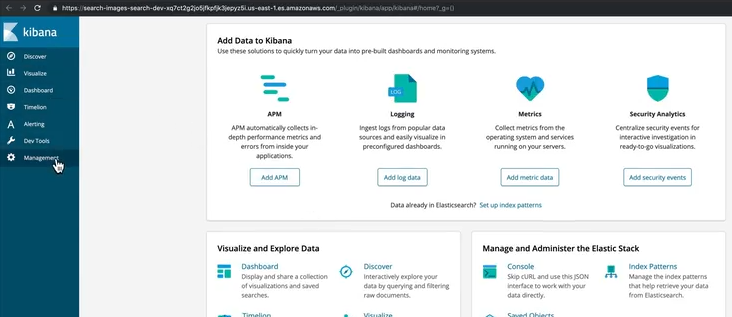 https://search-images-search-dev-xq7ct2g2jo5jfkpfjk3jepyz5i.us-east-1.es.amazonaws.com/_plugin/kibana/app/kibana#/home?_g=()
kibana
Discover
Visualize
Dashboard
Timelion
Alerting
Dev Tools
Management
Add Data to Kibana
Use these solutions to quickly turn your data into pre-built dashboards and monitoring systems.
APM
APM automatically collects in-
depth performance metrics and
errors from inside your
applications.
Add APM
LOG
Logging
Ingest logs from popular data
sources and easily visualize in
preconfigured dashboards.
Add log data
Metrics
Collect metrics from the
operating system and services
running on your servers.
Add metric data
Security Analytics
Centralize security events for
interactive investigation in
ready-to-go visualizations.
Add security events
Data already in Elasticsearch? Set up index patterns
Visualize and Explore Data
Dashboard
Display and share a collection
of visualizations and saved
searches.
Discover
Interactively explore your
data by querying and filtering
raw documents.
Timelion
Visualize
Manage and Administer the Elastic Stack
Console
Skip cURL and use this JSON
interface to work with your
data directly.
Index Patterns
Manage the index patterns
that help retrieve your data
from Elasticsearch.
Saved Objects